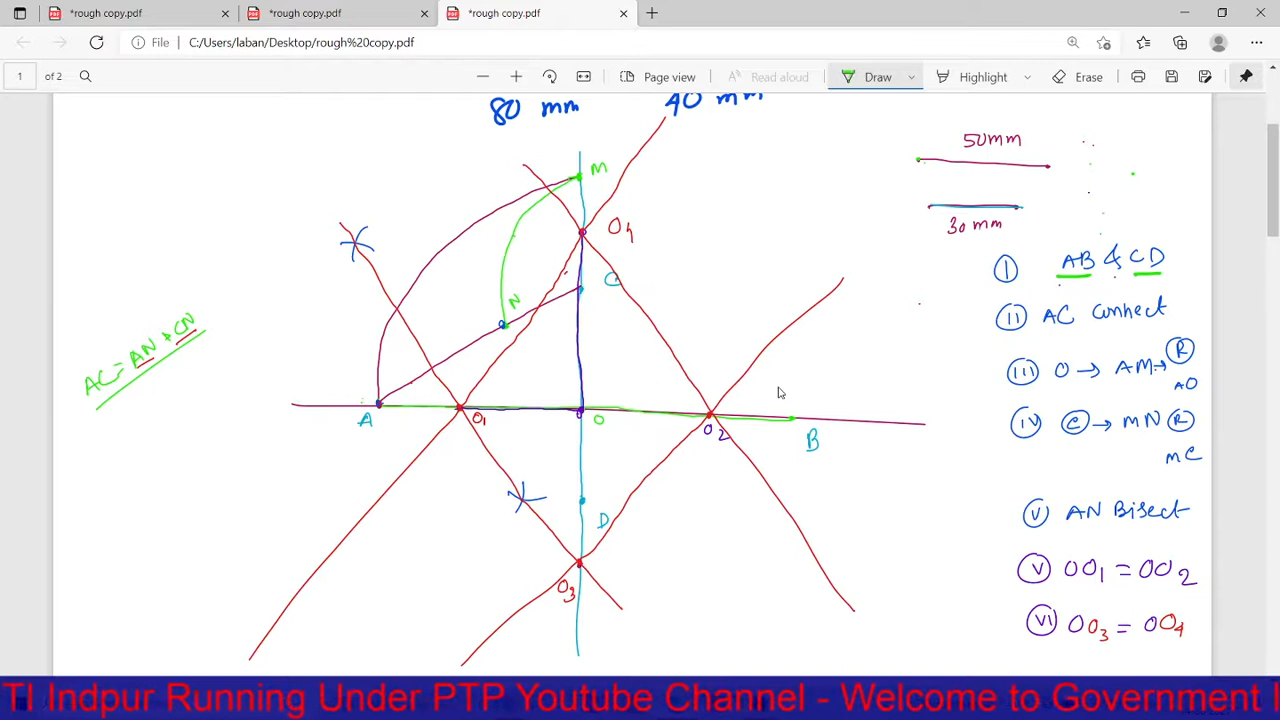 *rough copy.pdf
*rough copy.pdf
*rough copy.pdf
File
C:/Users/laban/Desktop/rough%20copy.pdf
1
of 2
Page view
Read aloud
Draw
Highlight
Erase
80 mm
40 mm
50mm
30 mm
M
O4
C
N
AC = AN + CN
A
O1
O
O2
B
D
O3
I AB & CD
II AC Connect
III O → AM → R
AO
IV C → MN R
MC
V AN Bisect
V OO1 = OO2
VI OO3 = OO4
TI Indpur Running Under PTP Youtube Channel - Welcome to Government I